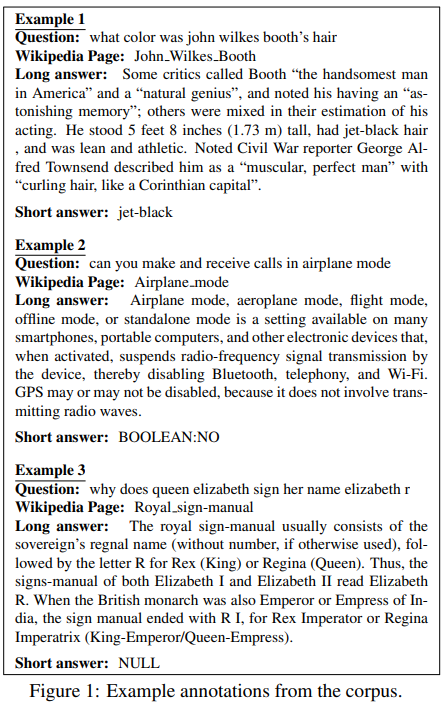 Example 1
Question: what color was john wilkes booth's hair
Wikipedia Page: John_Wilkes_Booth
Long answer: Some critics called Booth “the handsomest man
in America” and a “natural genius”, and noted his having an “as-
tonishing memory”; others were mixed in their estimation of his
acting. He stood 5 feet 8 inches (1.73 m) tall, had jet-black hair
, and was lean and athletic. Noted Civil War reporter George Al-
fred Townsend described him as a “muscular, perfect man” with
“curling hair, like a Corinthian capital”.
Short answer: jet-black
Example 2
Question: can you make and receive calls in airplane mode
Wikipedia Page: Airplane_mode
Long answer: Airplane mode, aeroplane mode, flight mode,
offline mode, or standalone mode is a setting available on many
smartphones, portable computers, and other electronic devices that,
when activated, suspends radio-frequency signal transmission by
the device, thereby disabling Bluetooth, telephony, and Wi-Fi.
GPS may or may not be disabled, because it does not involve trans-
mitting radio waves.
Short answer: BOOLEAN:NO
Example 3
Question: why does queen elizabeth sign her name elizabeth r
Wikipedia Page: Royal_sign-manual
Long answer: The royal sign-manual usually consists of the
sovereign's regnal name (without number, if otherwise used), fol-
lowed by the letter R for Rex (King) or Regina (Queen). Thus, the
signs-manual of both Elizabeth I and Elizabeth II read Elizabeth
R. When the British monarch was also Emperor or Empress of In-
dia, the sign manual ended with R I, for Rex Imperator or Regina
Imperatrix (King-Emperor/Queen-Empress).
Short answer: NULL
Figure 1: Example annotations from the corpus.